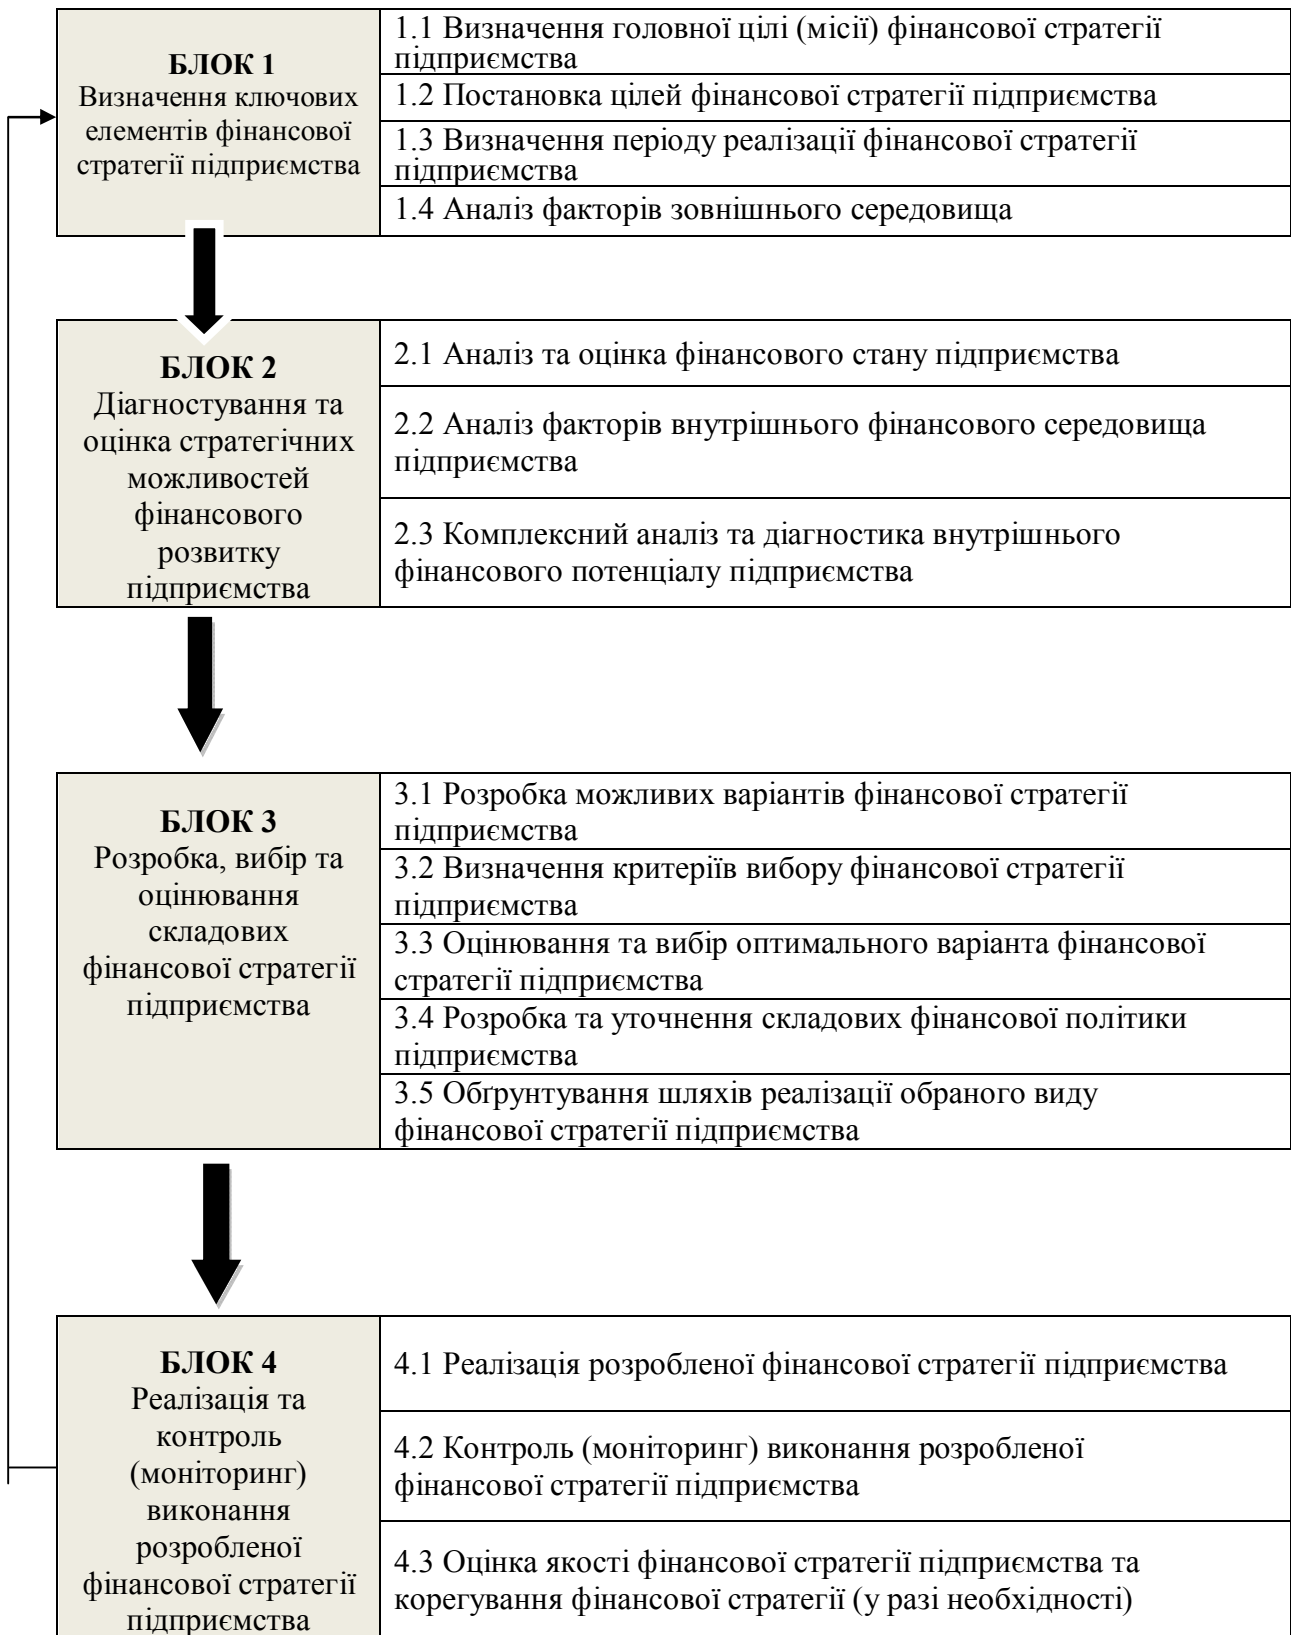 БЛОК 1
Визначення ключових
елементів фінансової
стратегії підприємства
1.1 Визначення головної цілі (місії) фінансової стратегії
підприємства
1.2 Постановка цілей фінансової стратегії підприємства
1.3 Визначення періоду реалізації фінансової стратегії
підприємства
1.4 Аналіз факторів зовнішнього середовища
БЛОК 2
Діагностування та
оцінка стратегічних
можливостей
фінансового
розвитку
підприємства
2.1 Аналіз та оцінка фінансового стану підприємства
2.2 Аналіз факторів внутрішнього фінансового середовища
підприємства
2.3 Комплексний аналіз та діагностика внутрішнього
фінансового потенціалу підприємства
БЛОК 3
Розробка, вибір та
оцінювання
складових
фінансової стратегії
підприємства
3.1 Розробка можливих варіантів фінансової стратегії
підприємства
3.2 Визначення критеріїв вибору фінансової стратегії
підприємства
3.3 Оцінювання та вибір оптимального варіанта фінансової
стратегії підприємства
3.4 Розробка та уточнення складових фінансової політики
підприємства
3.5 Обґрунтування шляхів реалізації обраного виду
фінансової стратегії підприємства
БЛОК 4
Реалізація та
контроль
(моніторинг)
виконання
розробленої
фінансової стратегії
підприємства
4.1 Реалізація розробленої фінансової стратегії підприємства
4.2 Контроль (моніторинг) виконання розробленої
фінансової стратегії підприємства
4.3 Оцінка якості фінансової стратегії підприємства та
корегування фінансової стратегії (у разі необхідності)